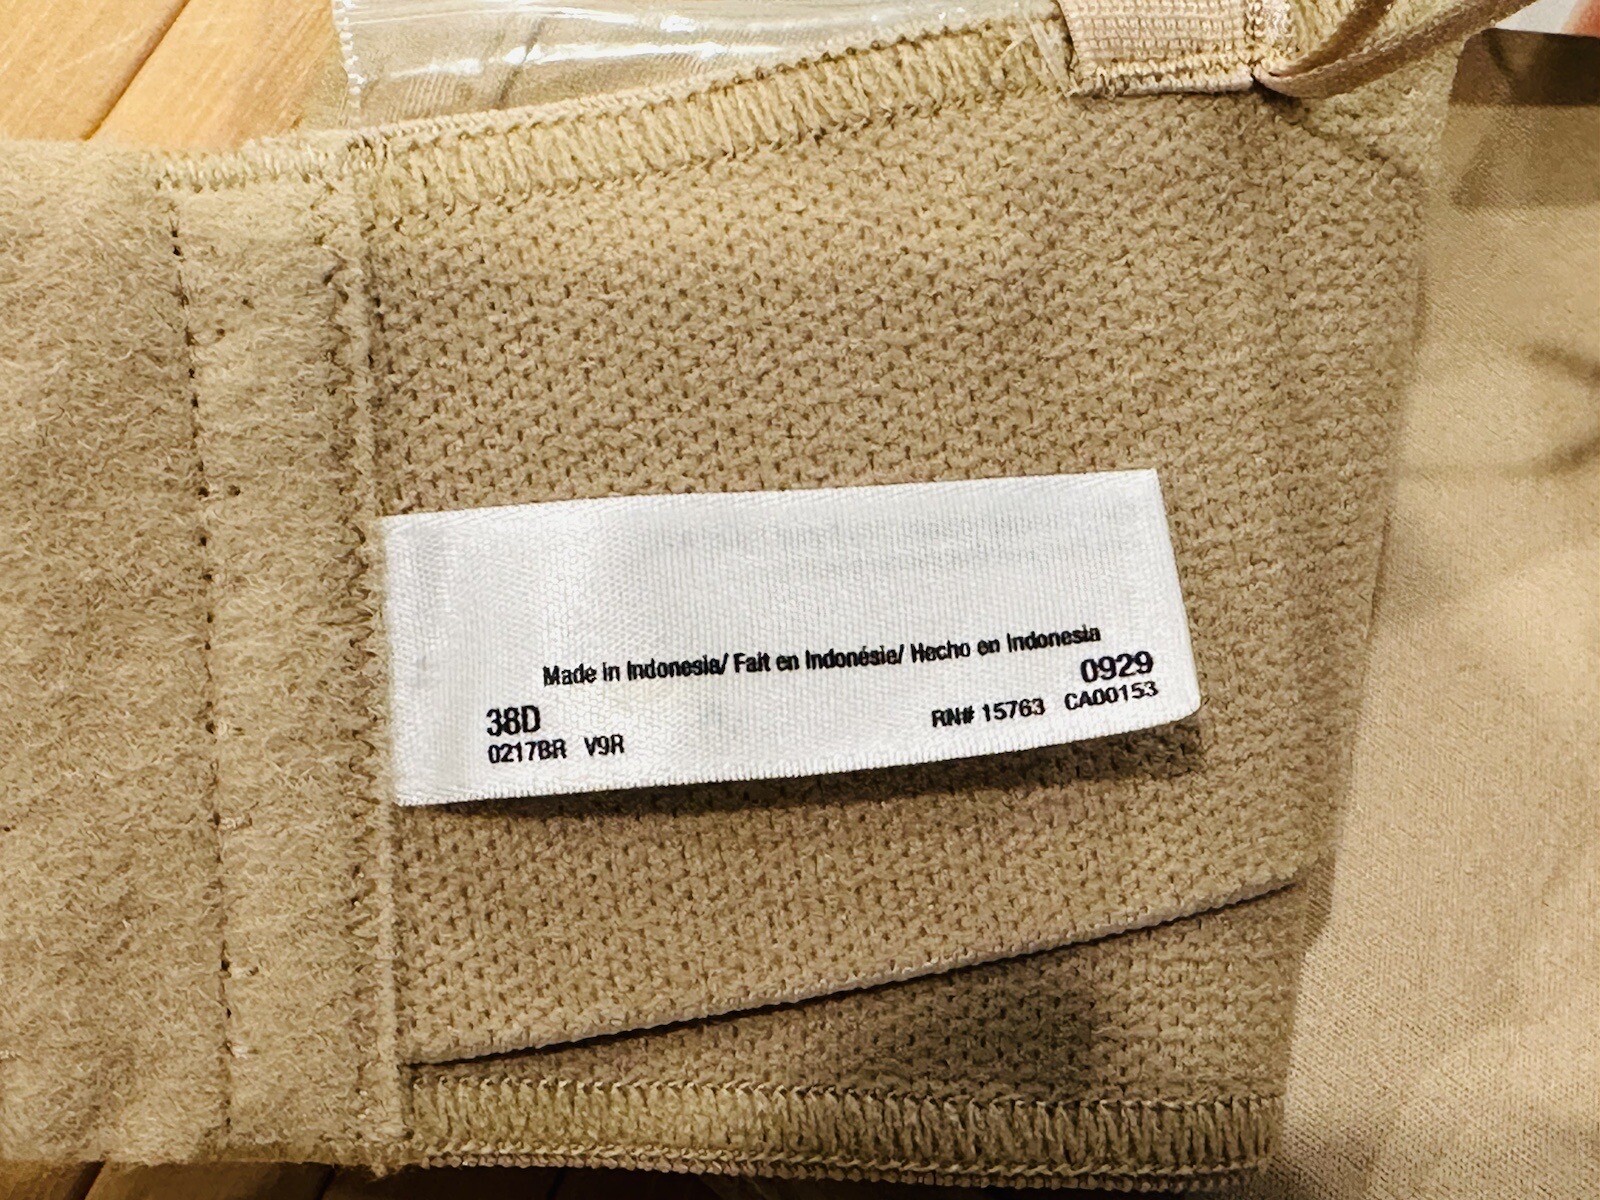 Made in Indonesia/ Fait en Indonésie/ Hecho en Indonesia
38D
0929
0217BR V9R
RN# 15763 CA00153